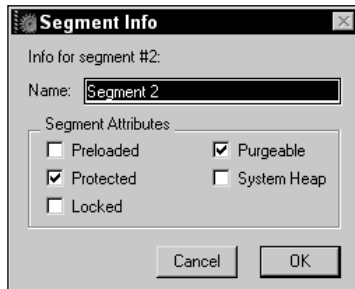 Segment Info
Info for segment #2:
Name: Segment 2
Segment Attributes
Preloaded Purgeable
Protected System Heap
Locked
Cancel OK